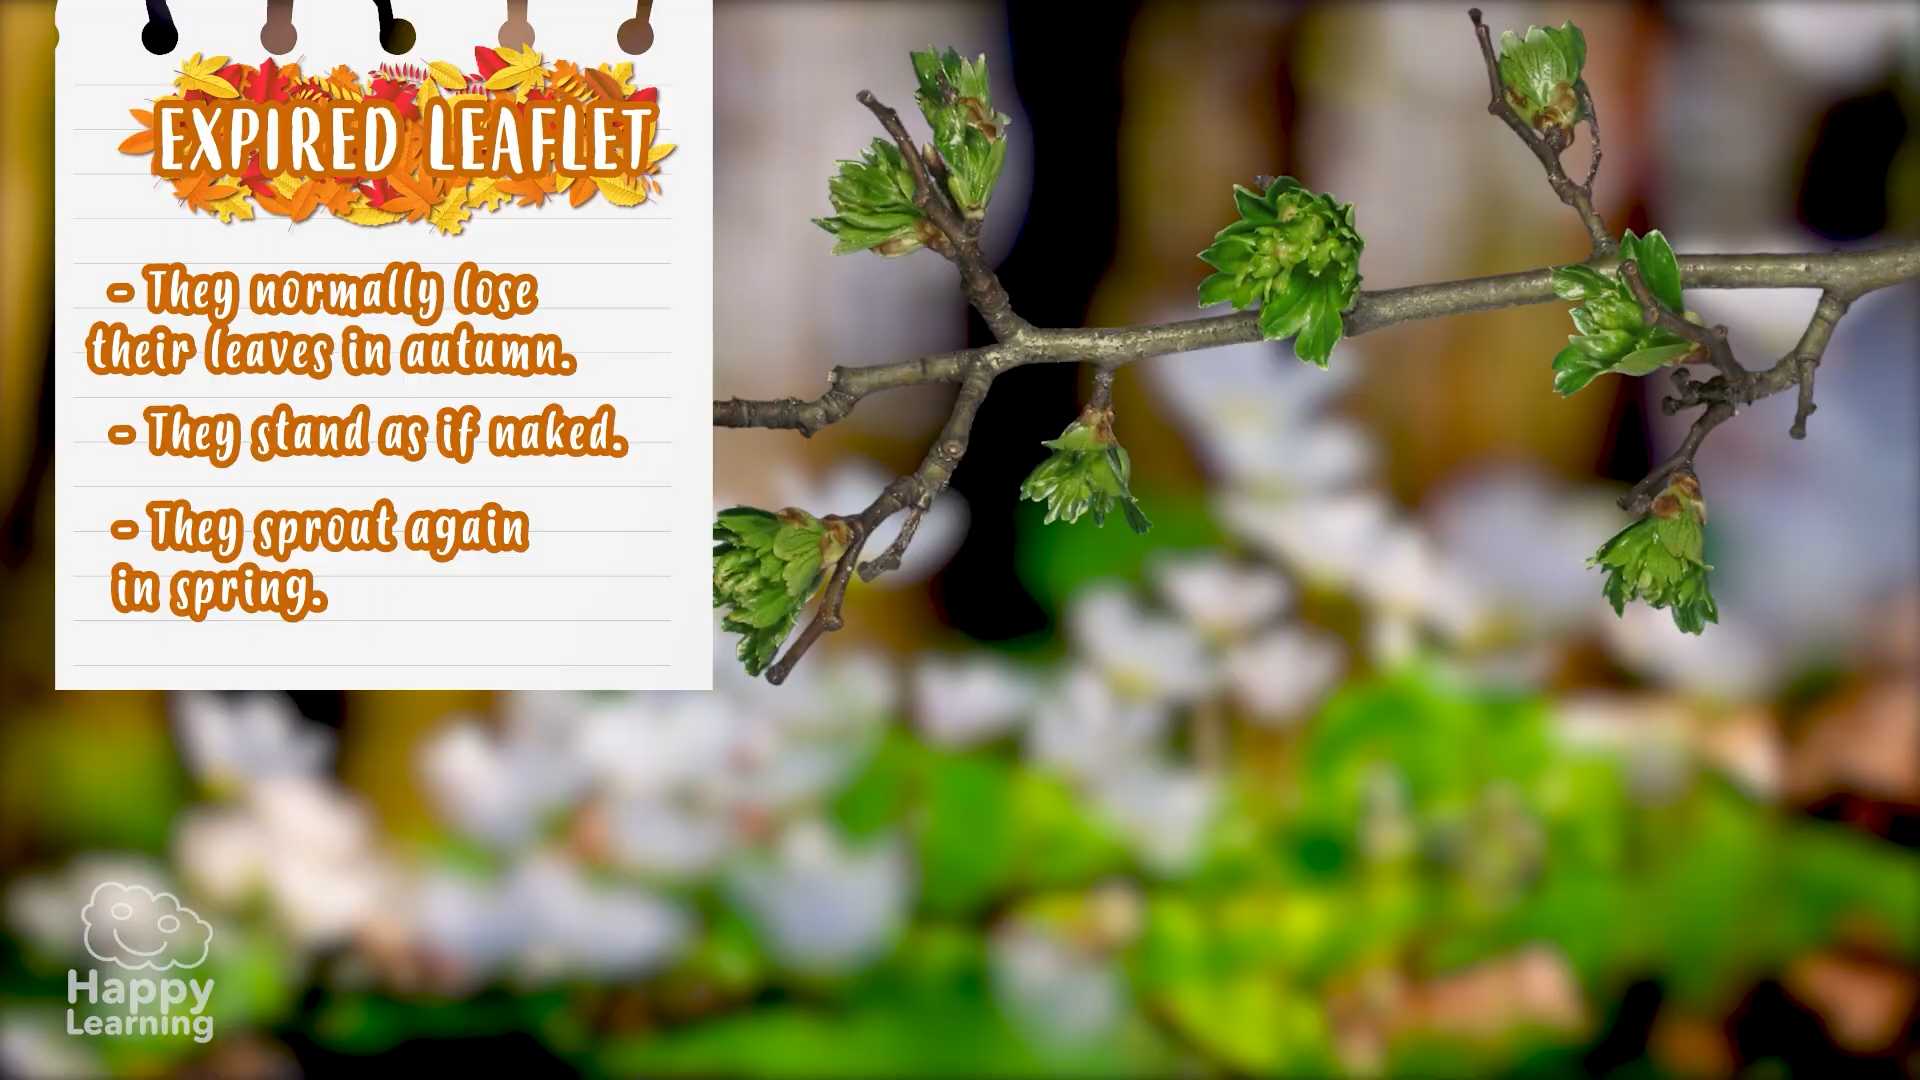 EXPIRED LEAFLET
- They normally lose
their leaves in autumn.
- They stand as if naked.
- They sprout again
in spring.
Happy
Learning